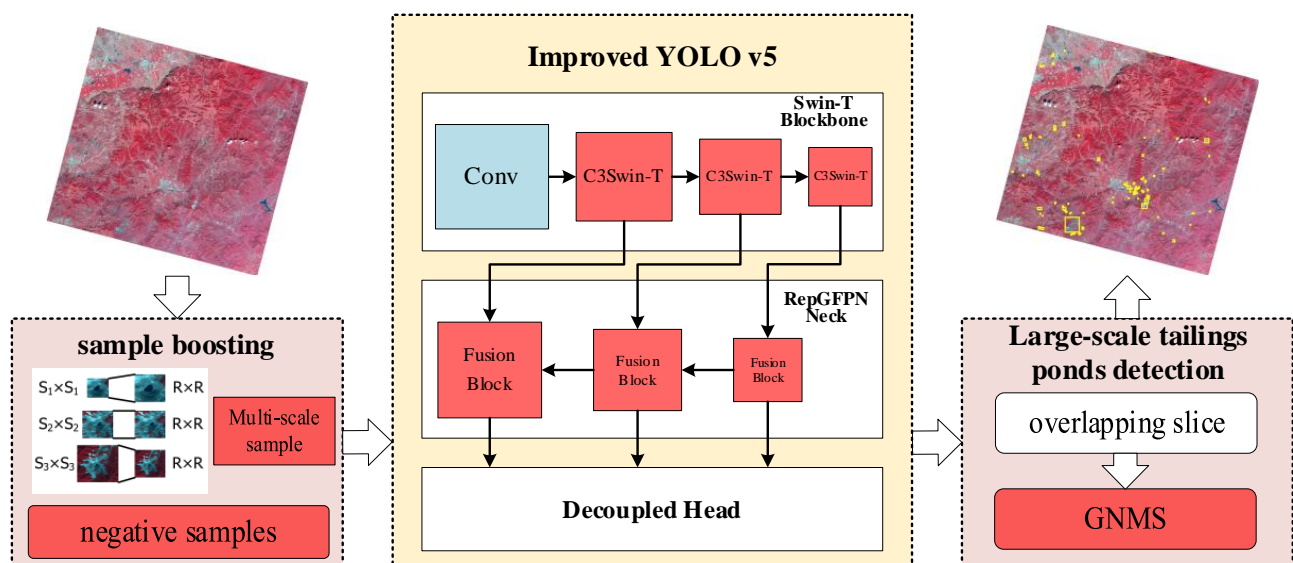 sample boosting
S1×S1 R×R
S2×S2 R×R
S3×S3 R×R
Multi-scale
sample
negative samples
Improved YOLO v5
Swin-T
Blockbone
Conv
C3Swin-T
C3Swin-T
C3Swin-T
RepGFPN
Neck
Fusion
Block
Fusion
Block
Fusion
Block
Decoupled Head
Large-scale tailings
ponds detection
overlapping slice
GNMS